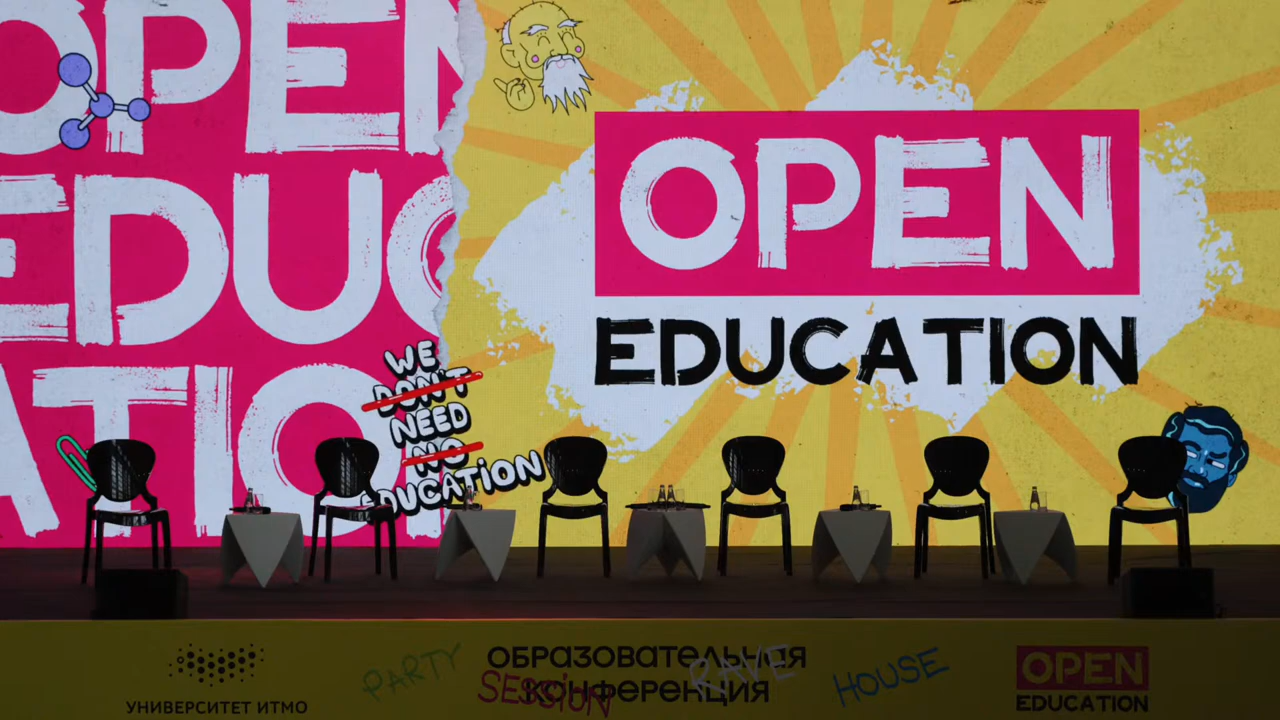 OPEN
EDUC
ATION
OPEN
EDUCATION
WE
DON'T
NEED
NO
EDUCATION
УНИВЕРСИТЕТ ИТМО
PARTY
ОБРАЗОВАТЕЛЬНАЯ
КОНФЕРЕНЦИЯ
SESSION
RAVE
HOUSE
OPEN
EDUCATION